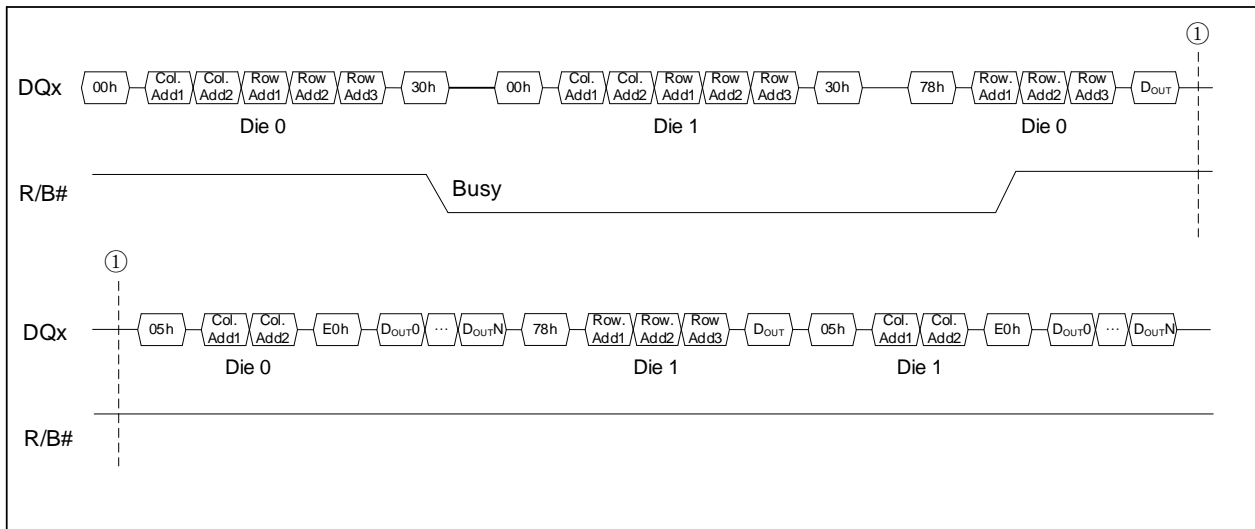 ①
DQx 00h Col. Add1 Col. Add2 Row Add1 Row Add2 Row Add3 30h 00h Col. Add1 Col. Add2 Row Add1 Row Add2 Row Add3 30h 78h Row. Add1 Row. Add2 Row Add3 DOUT
Die 0 Die 1 Die 0
R/B# Busy
①
DQx 05h Col. Add1 Col. Add2 E0h DOUT0 ... DOUTN 78h Row. Add1 Row. Add2 Row Add3 DOUT 05h Col. Add1 Col. Add2 E0h DOUT0 ... DOUTN
Die 0 Die 1 Die 1
R/B#